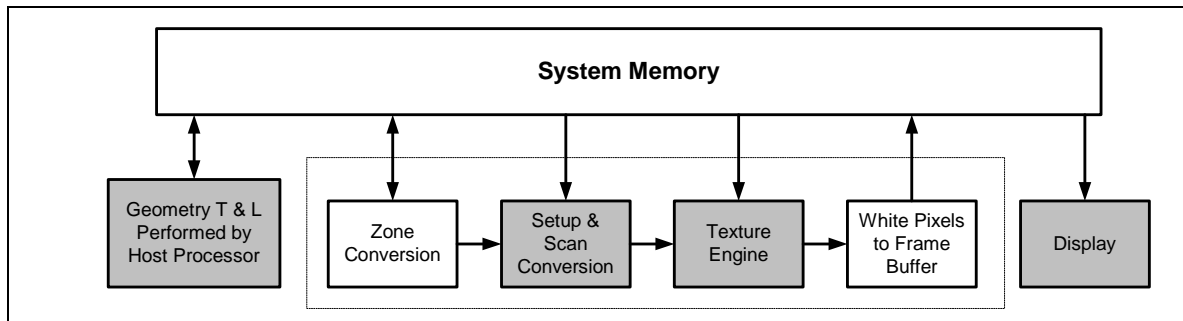 System Memory
Geometry T & L
Performed by
Host Processor
Zone
Conversion
Setup &
Scan
Conversion
Texture
Engine
White Pixels
to Frame
Buffer
Display